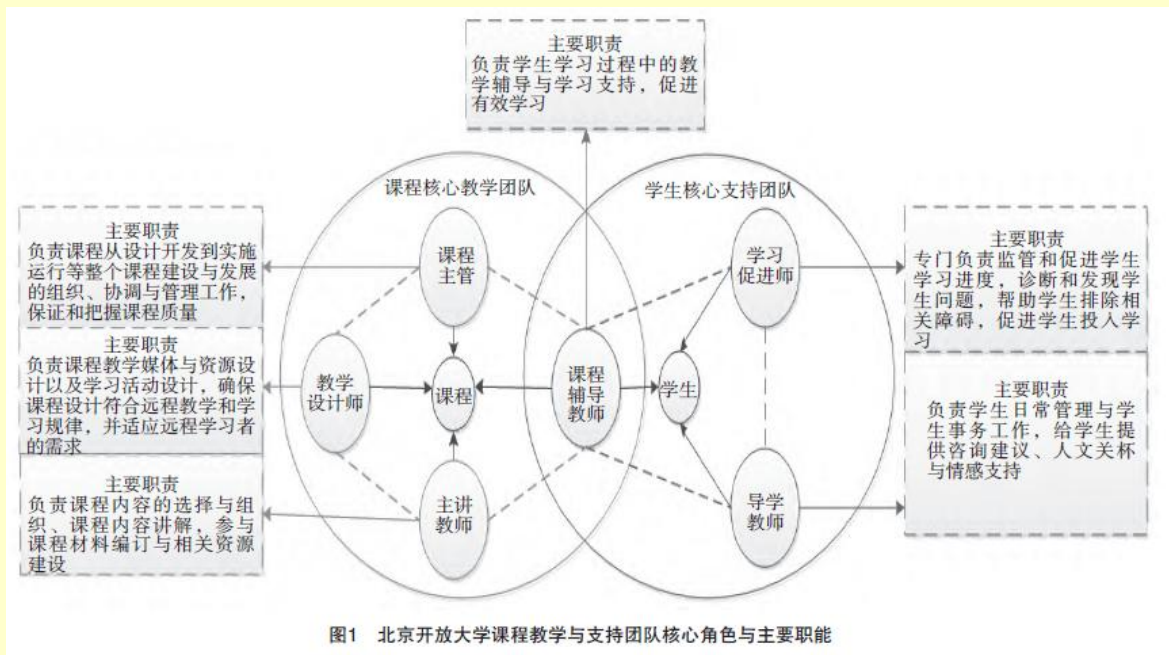 主要职责
负责学生学习过程中的教
学辅导与学习支持，促进
有效学习
课程核心教学团队
学生核心支持团队
主要职责
负责课程从设计开发到实施
运行等整个课程建设与发展
的组织、协调与管理工作，
保证和把握课程质量
主要职责
负责课程教学媒体与资源设
计以及学习活动设计，确保
课程设计符合远程教学和学
习规律，并适应远程学习者
的需求
主要职责
负责课程内容的选择与组
织、课程内容讲解，参与
课程材料编订与相关资源
建设
课程
主管
教学
设计师
课程
主讲
教师
课程
辅导
教师
学习
促进师
学生
导学
教师
主要职责
专门负责监管和促进学生
学习进度，诊断和发现学
生问题，帮助学生排除相
关障碍，促进学生投入学
习
主要职责
负责学生日常管理与学
生事务工作，给学生提
供咨询建议、人文关杯
与情感支持
图1 北京开放大学课程教学与支持团队核心角色与主要职能